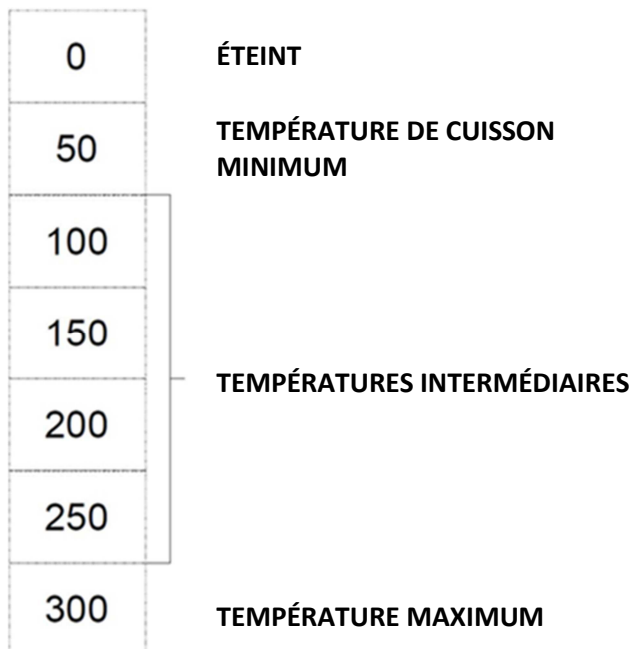 0 ÉTEINT
50 TEMPÉRATURE DE CUISSON
MINIMUM
100
150
TEMPÉRATURES INTERMÉDIAIRES
200
250
300 TEMPÉRATURE MAXIMUM